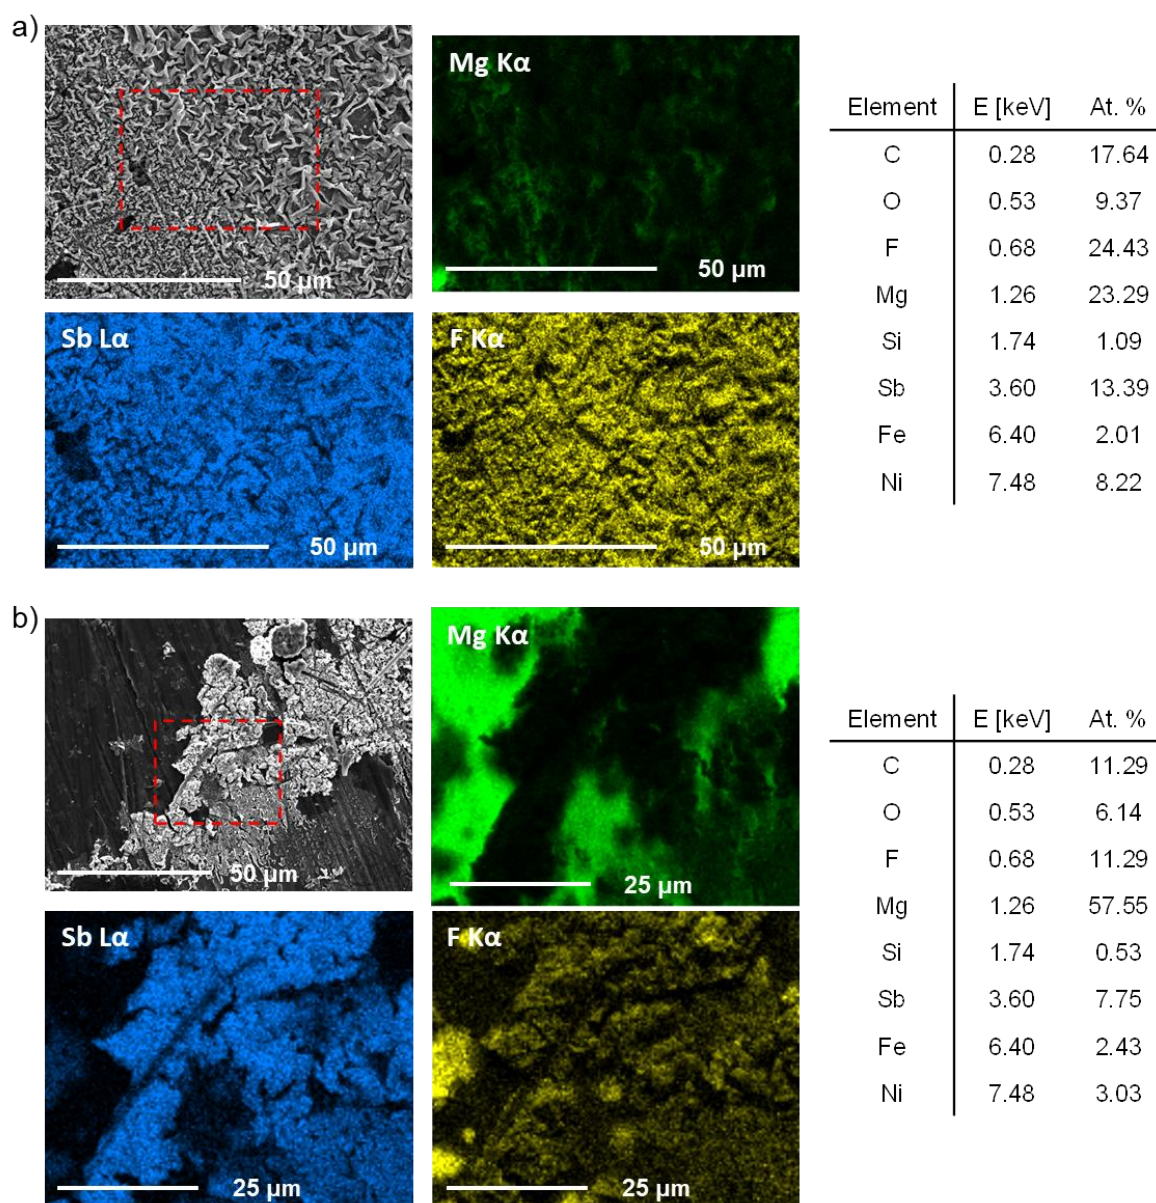 a)
50 µm
Mg Kα
50 µm
Sb Lα
50 µm
F Kα
50 µm
Element E [keV] At. %
C 0.28 17.64
O 0.53 9.37
F 0.68 24.43
Mg 1.26 23.29
Si 1.74 1.09
Sb 3.60 13.39
Fe 6.40 2.01
Ni 7.48 8.22
b)
50 µm
Mg Kα
25 µm
Sb Lα
25 µm
F Kα
25 µm
Element E [keV] At. %
C 0.28 11.29
O 0.53 6.14
F 0.68 11.29
Mg 1.26 57.55
Si 1.74 0.53
Sb 3.60 7.75
Fe 6.40 2.43
Ni 7.48 3.03